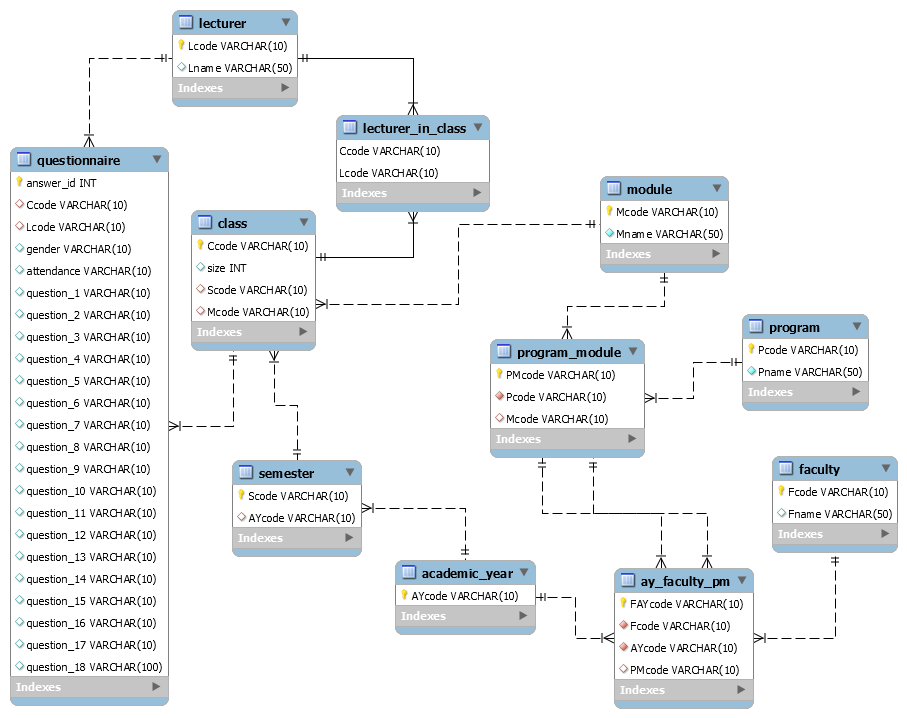 lecturer
Lcode VARCHAR(10)
Lname VARCHAR(50)
Indexes
lecturer_in_class
Ccode VARCHAR(10)
Lcode VARCHAR(10)
Indexes
questionnaire
answer_id INT
Ccode VARCHAR(10)
Lcode VARCHAR(10)
gender VARCHAR(10)
attendance VARCHAR(10)
question_1 VARCHAR(10)
question_2 VARCHAR(10)
question_3 VARCHAR(10)
question_4 VARCHAR(10)
question_5 VARCHAR(10)
question_6 VARCHAR(10)
question_7 VARCHAR(10)
question_8 VARCHAR(10)
question_9 VARCHAR(10)
question_10 VARCHAR(10)
question_11 VARCHAR(10)
question_12 VARCHAR(10)
question_13 VARCHAR(10)
question_14 VARCHAR(10)
question_15 VARCHAR(10)
question_16 VARCHAR(10)
question_17 VARCHAR(10)
question_18 VARCHAR(100)
Indexes
class
Ccode VARCHAR(10)
size INT
Scode VARCHAR(10)
Mcode VARCHAR(10)
Indexes
module
Mcode VARCHAR(10)
Mname VARCHAR(50)
Indexes
program_module
PMcode VARCHAR(10)
Pcode VARCHAR(10)
Mcode VARCHAR(10)
Indexes
program
Pcode VARCHAR(10)
Pname VARCHAR(50)
Indexes
semester
Scode VARCHAR(10)
AYcode VARCHAR(10)
Indexes
faculty
Fcode VARCHAR(10)
Fname VARCHAR(50)
Indexes
academic_year
AYcode VARCHAR(10)
Indexes
ay_faculty_pm
FAYcode VARCHAR(10)
Fcode VARCHAR(10)
AYcode VARCHAR(10)
PMcode VARCHAR(10)
Indexes